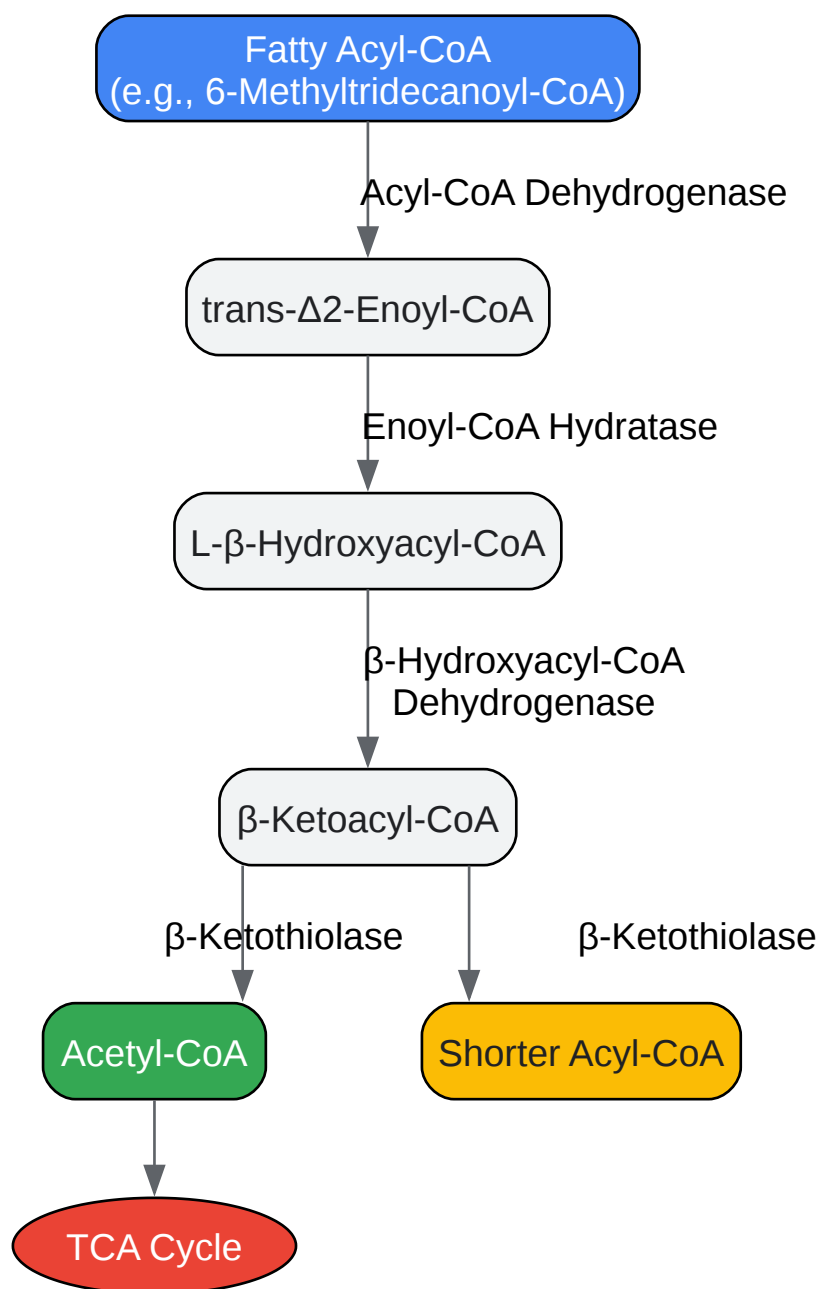 Fatty Acyl-CoA
(e.g., 6-Methyltridecanoyl-CoA)
Acyl-CoA Dehydrogenase
trans-Δ2-Enoyl-CoA
Enoyl-CoA Hydratase
L-β-Hydroxyacyl-CoA
β-Hydroxyacyl-CoA
Dehydrogenase
β-Ketoacyl-CoA
β-Ketothiolase
β-Ketothiolase
Acetyl-CoA
Shorter Acyl-CoA
TCA Cycle